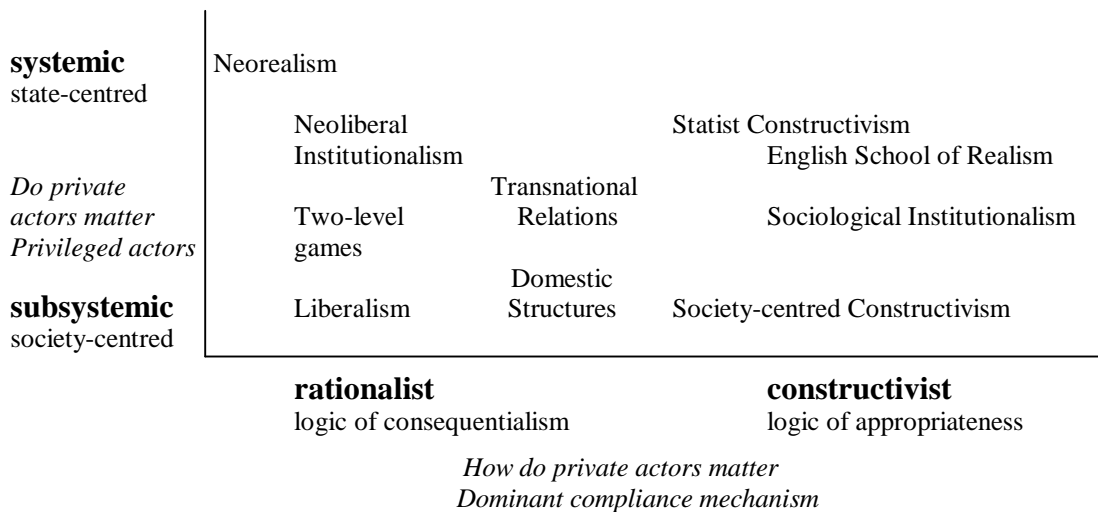 systemic
state-centred
Neorealism
Neoliberal
Institutionalism
Statist Constructivism
English School of Realism
Do private
actors matter
Privileged actors
Transnational
Relations
Two-level
games
Sociological Institutionalism
Domestic
Structures
subsystemic
society-centred
Liberalism
Society-centred Constructivism
rationalist
logic of consequentialism
constructivist
logic of appropriateness
How do private actors matter
Dominant compliance mechanism